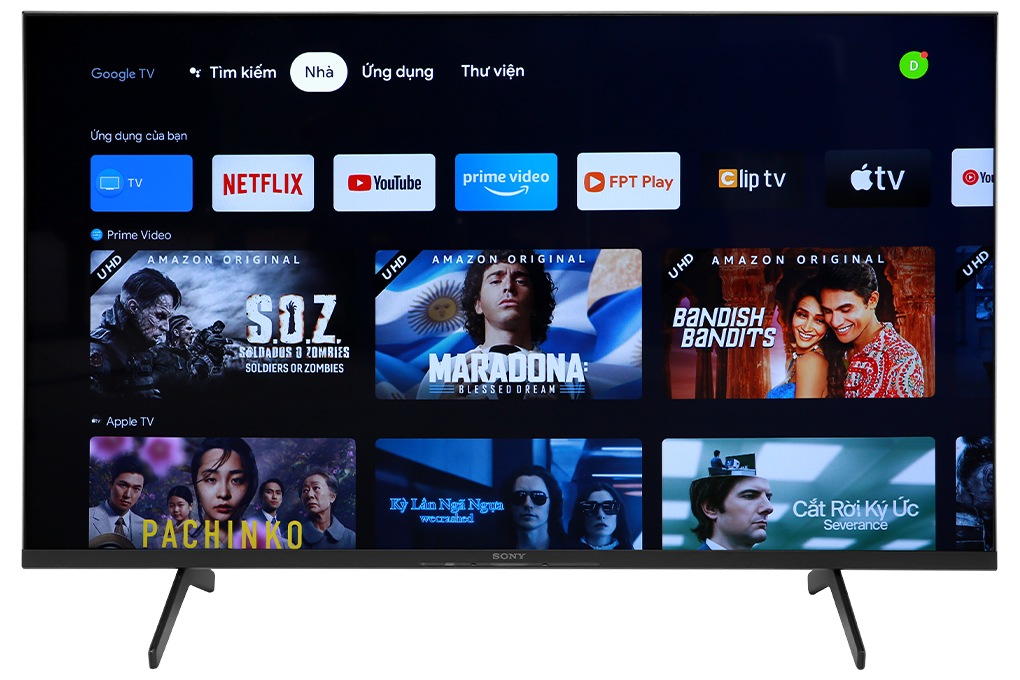 Google TV
Tìm kiếm
Nhà
Ứng dụng
Thư viện
D
Ứng dụng của bạn
TV
NETFLIX
YouTube
prime video
FPT Play
Clip tv
tv
You
Prime Video
UHD
AMAZON ORIGINAL
S.O.Z.
SOLDADOS O ZOMBIES
SOLDIERS OR ZOMBIES
UHD
AMAZON ORIGINAL
MARADONA:
BLESSED DREAM
UHD
AMAZON ORIGINAL
BANDISH
BANDITS
UHD
Apple TV
PACHINKO
Kỳ Lân Ngã Ngựa
wecrashed
Cắt Rời Ký Ức
Severance
SONY